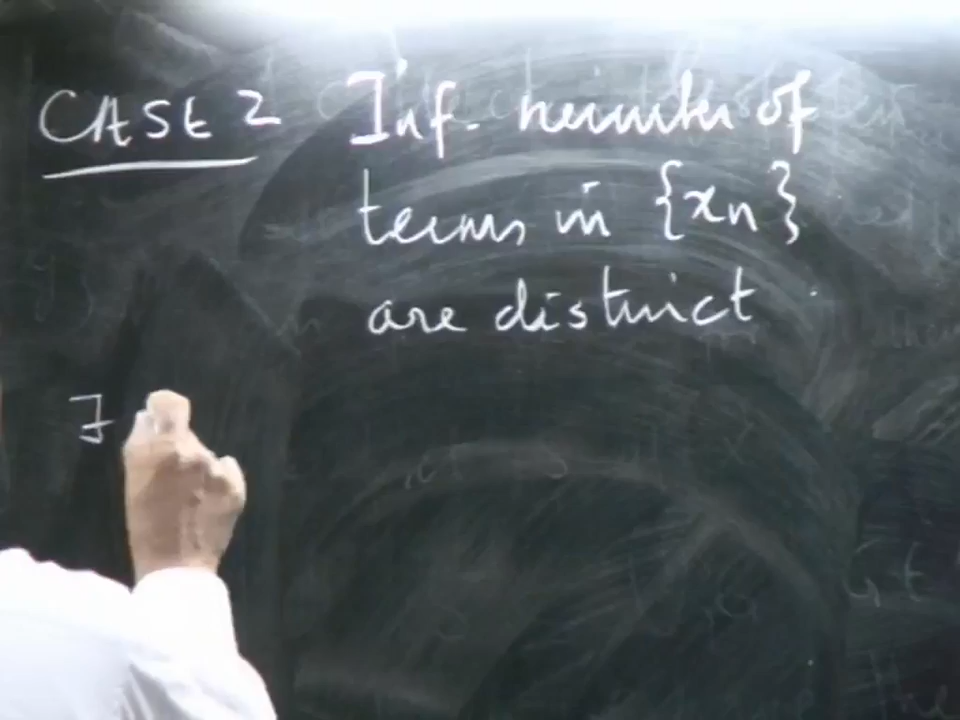 CASE 2 Inf. number of
terms in {xn}
are distinct
∃